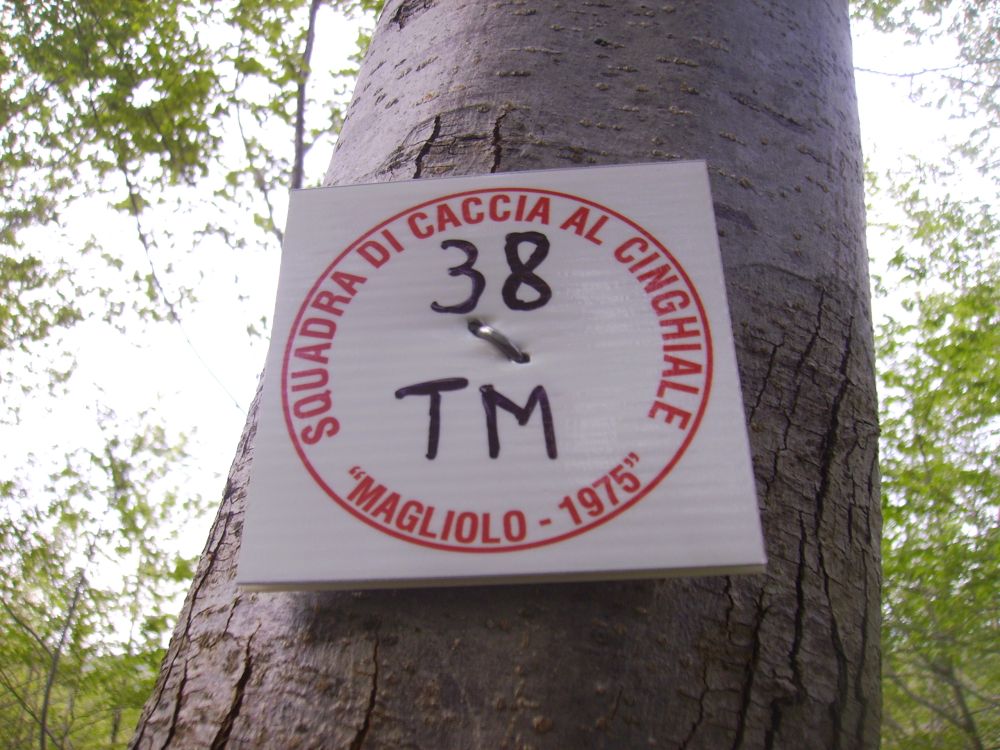 SQUADRA DI CACCIA AL CINGHIALE
38
TM
"MAGLIOLO - 1975"